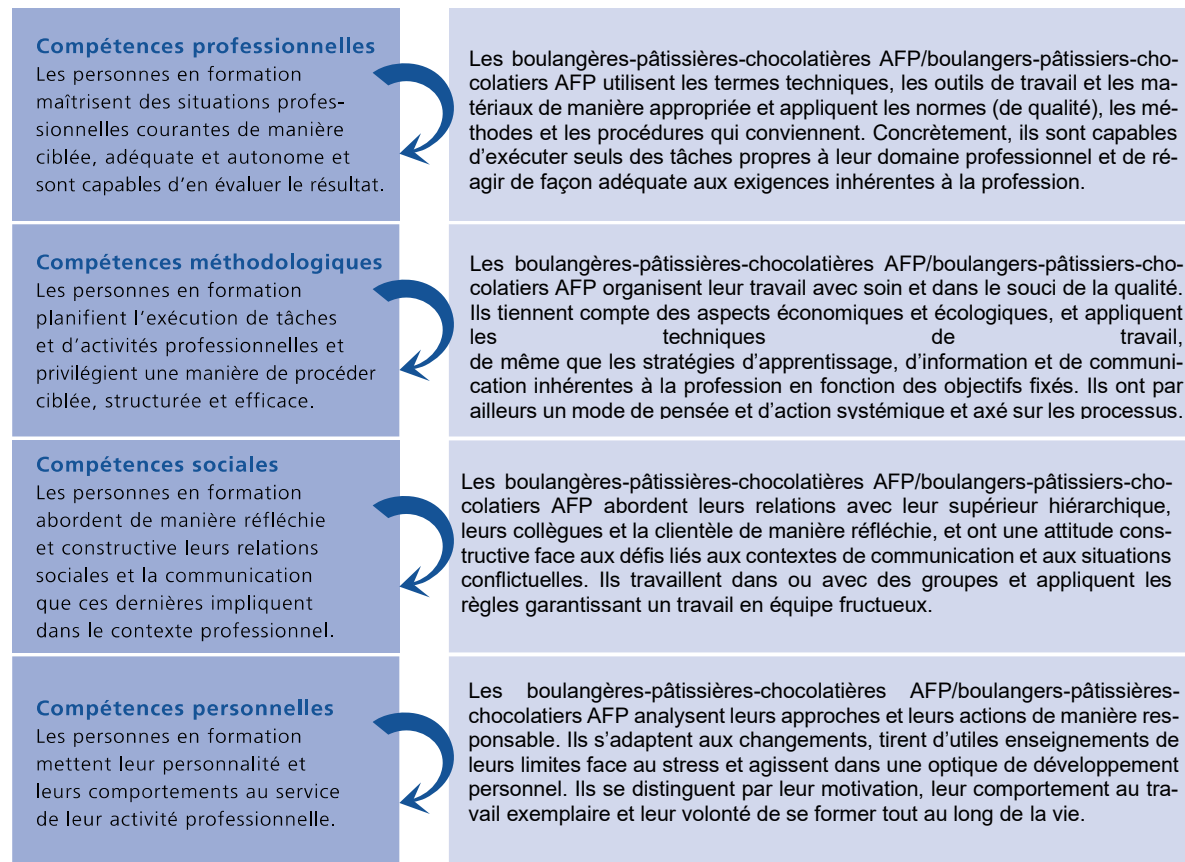 Compétences professionnelles
Les personnes en formation
maîtrisent des situations profes-
sionnelles courantes de manière
ciblée, adéquate et autonome et
sont capables d'en évaluer le résultat.
Les boulangères-pâtissières-chocolatières AFP/boulangers-pâtissiers-cho-
colatiers AFP utilisent les termes techniques, les outils de travail et les ma-
tériaux de manière appropriée et appliquent les normes (de qualité), les mé-
thodes et les procédures qui conviennent. Concrètement, ils sont capables
d'exécuter seuls des tâches propres à leur domaine professionnel et de ré-
agir de façon adéquate aux exigences inhérentes à la profession.
Compétences méthodologiques
Les personnes en formation
planifient l'exécution de tâches
et d'activités professionnelles et
privilégient une manière de procéder
ciblée, structurée et efficace.
Les boulangères-pâtissières-chocolatières AFP/boulangers-pâtissiers-cho-
colatiers AFP organisent leur travail avec soin et dans le souci de la qualité.
Ils tiennent compte des aspects économiques et écologiques, et appliquent
les techniques de travail,
de même que les stratégies d'apprentissage, d'information et de communi-
cation inhérentes à la profession en fonction des objectifs fixés. Ils ont par
ailleurs un mode de pensée et d'action systémique et axé sur les processus.
Compétences sociales
Les personnes en formation
abordent de manière réfléchie
et constructive leurs relations
sociales et la communication
que ces dernières impliquent
dans le contexte professionnel.
Les boulangères-pâtissières-chocolatières AFP/boulangers-pâtissiers-cho-
colatiers AFP abordent leurs relations avec leur supérieur hiérarchique,
leurs collègues et la clientèle de manière réfléchie, et ont une attitude cons-
tructive face aux défis liés aux contextes de communication et aux situations
conflictuelles. Ils travaillent dans ou avec des groupes et appliquent les
règles garantissant un travail en équipe fructueux.
Compétences personnelles
Les personnes en formation
mettent leur personnalité et
leurs comportements au service
de leur activité professionnelle.
Les boulangères-pâtissières-chocolatières AFP/boulangers-pâtissières-
chocolatiers AFP analysent leurs approches et leurs actions de manière res-
ponsable. Ils s'adaptent aux changements, tirent d'utiles enseignements de
leurs limites face au stress et agissent dans une optique de développement
personnel. Ils se distinguent par leur motivation, leur comportement au tra-
vail exemplaire et leur volonté de se former tout au long de la vie.